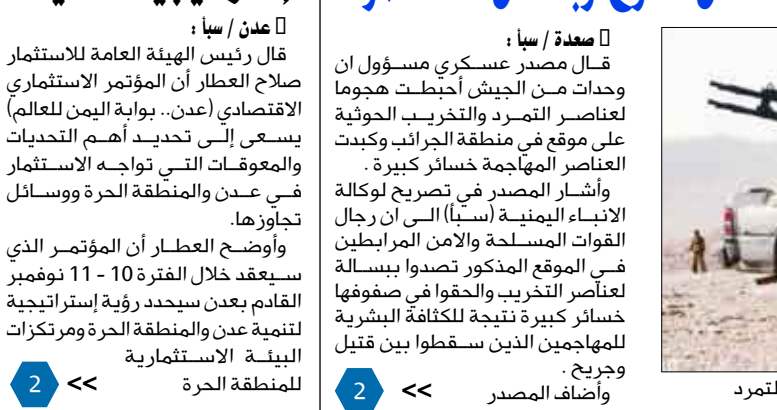 صعدة / سبأ :
قال مصدر عسكري مسؤول ان
وحدات من الجيش أحبطت هجوما
لعناصر التمرد والتخريب الحوثية
على موقع في منطقة الجرائب وكبدت
العناصر المهاجمة خسائر كبيرة .
وأشار المصدر في تصريح لوكالة
الانباء اليمنية (سبأ) الى ان رجال
القوات المسلحة والامن المرابطين
في الموقع المذكور تصدوا ببسالة
لعناصر التخريب والحقوا في صفوفها
خسائر كبيرة نتيجة للكثافة البشرية
للمهاجمين الذين سقطوا بين قتيل
وجريح .
وأضاف المصدر >> 2
عدن / سبأ :
قال رئيس الهيئة العامة للاستثمار
صلاح العطار أن المؤتمر الاستثماري
الاقتصادي (عدن.. بوابة اليمن للعالم)
يسعى إلى تحديد أهم التحديات
والمعوقات التي تواجه الاستثمار
في عدن والمنطقة الحرة ووسائل
تجاوزها.
وأوضح العطار أن المؤتمر الذي
سيعقد خلال الفترة 10 - 11 نوفمبر
القادم بعدن سيحدد رؤية إستراتيجية
لتنمية عدن والمنطقة الحرة ومرتكزات
البيئة الاستثمارية
للمنطقة الحرة >> 2